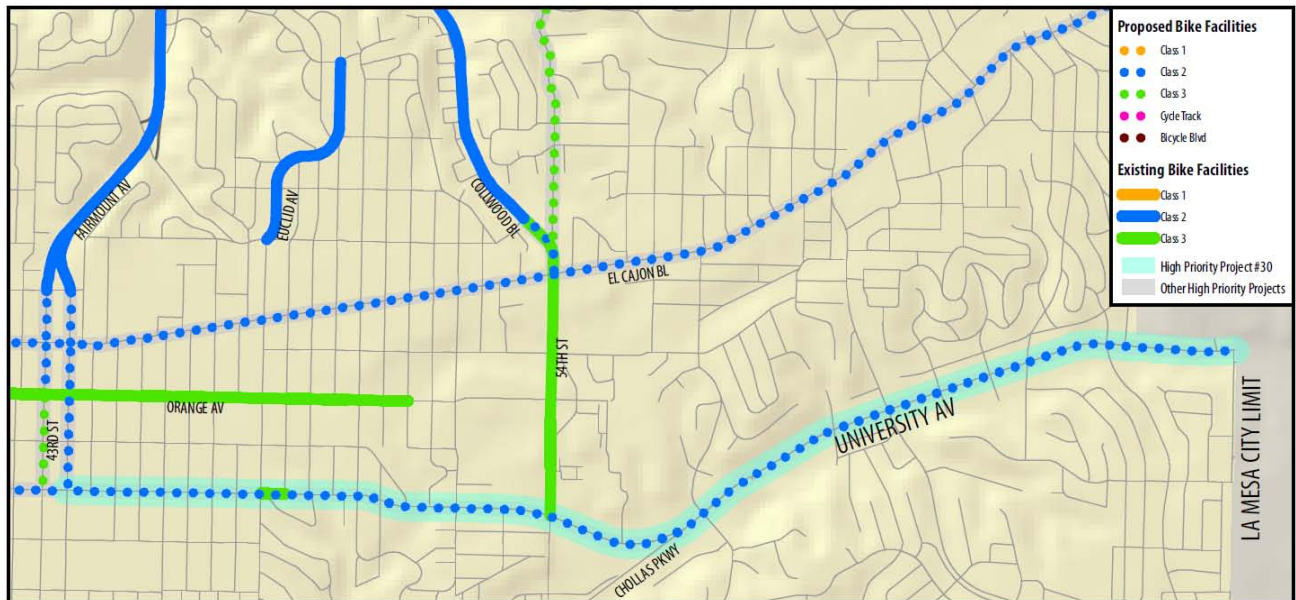 Proposed Bike Facilities
Class 1
Class 2
Class 3
Cycle Track
Bicycle Blvd
Existing Bike Facilities
Class 1
Class 2
Class 3
High Priority Project #30
Other High Priority Projects
FAIRMOUNT AV
EUCLID AV
COLLWOOD BL
EL CAJON BL
54TH ST
ORANGE AV
43RD ST
UNIVERSITY AV
CHOLLAS PKWY
LA MESA CITY LIMIT